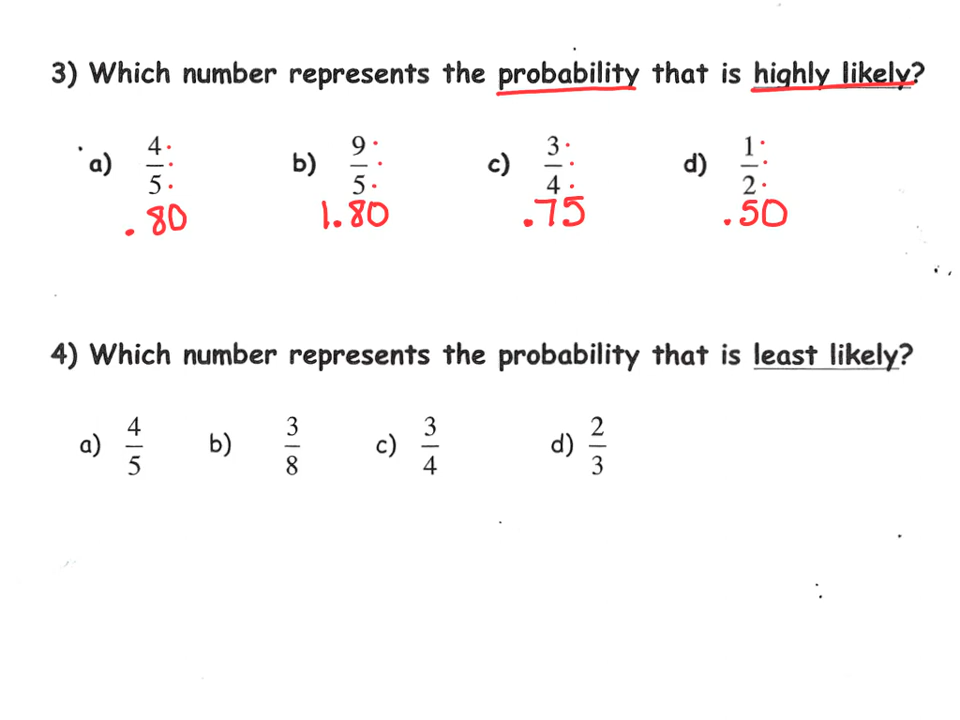 3) Which number represents the probability that is highly likely?
a) 4/5 b) 9/5 c) 3/4 d) 1/2
.80 1.80 .75 .50
4) Which number represents the probability that is least likely?
a) 4/5 b) 3/8 c) 3/4 d) 2/3